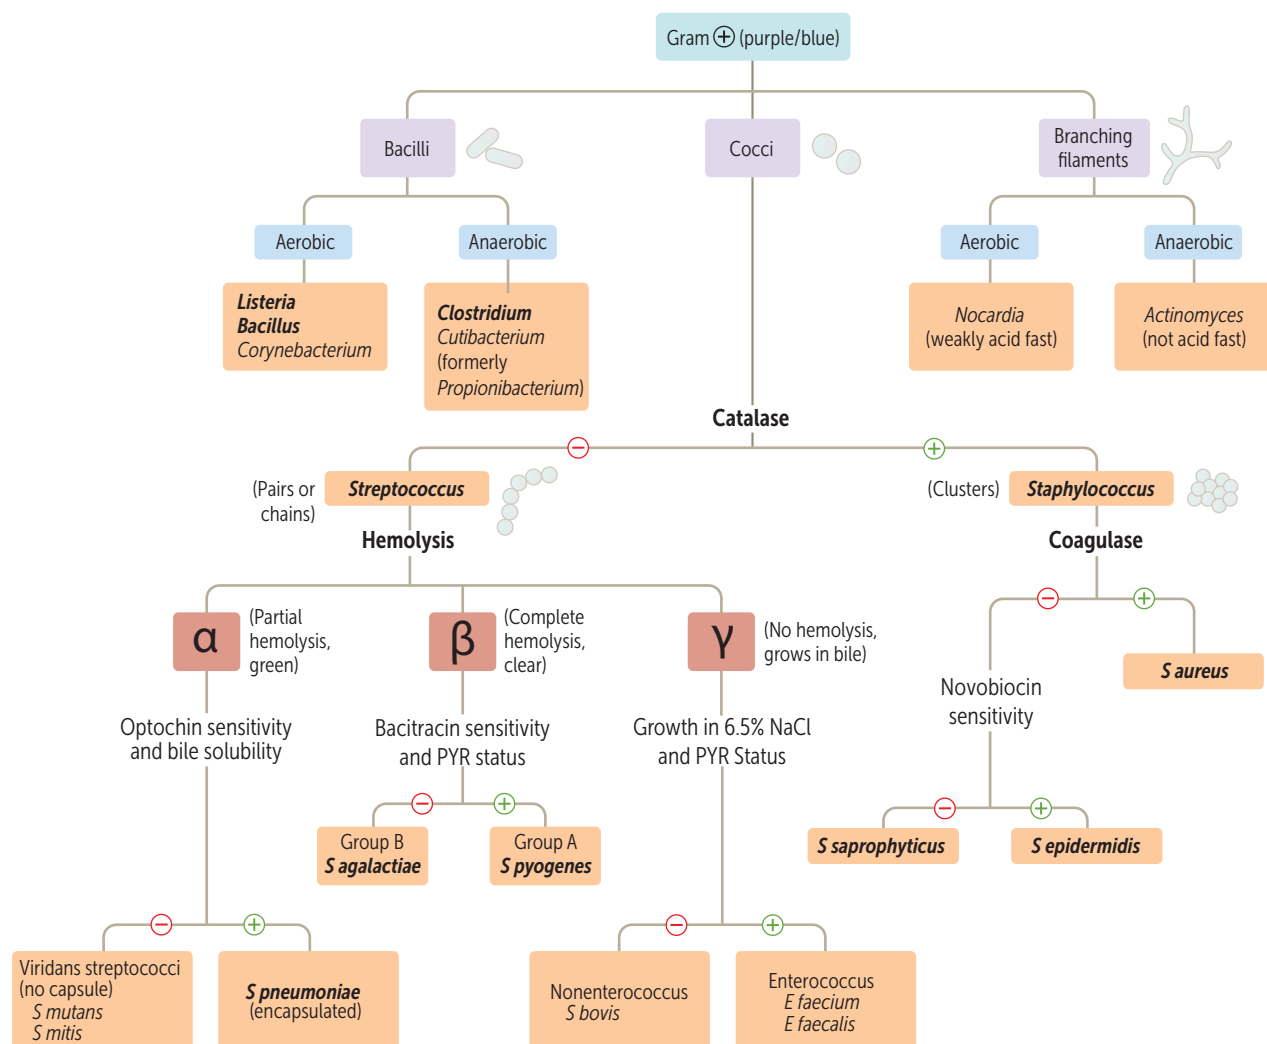 Gram ⊕ (purple/blue)
Bacilli
Cocci
Branching
filaments
Aerobic
Anaerobic
Aerobic
Anaerobic
Listeria
Bacillus
Corynebacterium
Clostridium
Cutibacterium
(formerly
Propionibacterium)
Nocardia
(weakly acid fast)
Actinomyces
(not acid fast)
Catalase
−
+
(Pairs or
chains)
Streptococcus
(Clusters)
Staphylococcus
Hemolysis
Coagulase
−
+
α
(Partial
hemolysis,
green)
β
(Complete
hemolysis,
clear)
γ
(No hemolysis,
grows in bile)
S aureus
Novobiocin
sensitivity
Optochin sensitivity
and bile solubility
Bacitracin sensitivity
and PYR status
Growth in 6.5% NaCl
and PYR Status
−
+
−
+
Group B
S agalactiae
Group A
S pyogenes
S saprophyticus
S epidermidis
−
+
−
+
Viridans streptococci
(no capsule)
S mutans
S mitis
S pneumoniae
(encapsulated)
Nonenterococcus
S bovis
Enterococcus
E faecium
E faecalis